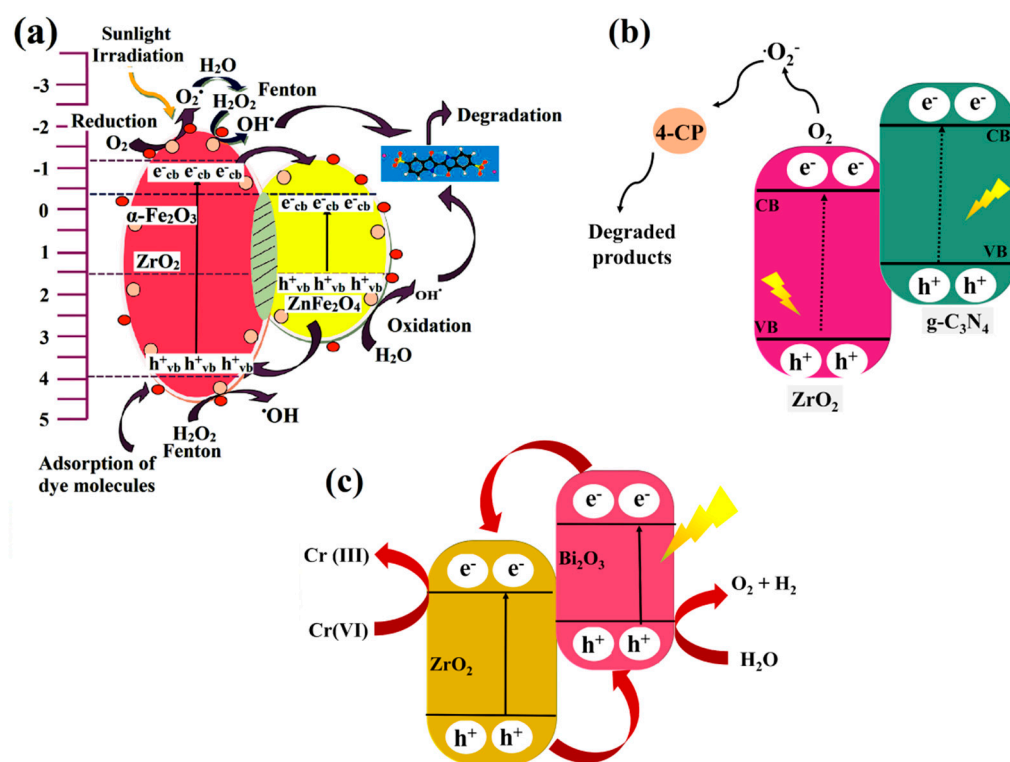 (a)
Sunlight
Irradiation
H₂O
O₂•
Fenton
H₂O₂
OH•
Reduction
O₂
Degradation
-3
-2
-1
0
1
2
3
4
5
e⁻cb e⁻cb e⁻cb
e⁻cb e⁻cb e⁻cb
α-Fe₂O₃
ZrO₂
h⁺vb h⁺vb h⁺vb
ZnFe₂O₄
OH•
Oxidation
H₂O
h⁺vb h⁺vb h⁺vb
•OH
H₂O₂
Fenton
Adsorption of
dye molecules
(b)
·O₂⁻
4-CP
O₂
Degraded
products
e⁻ e⁻
CB
VB
h⁺ h⁺
ZrO₂
e⁻ e⁻
CB
VB
h⁺ h⁺
g-C₃N₄
(c)
Cr (III)
Cr(VI)
e⁻ e⁻
ZrO₂
h⁺ h⁺
e⁻ e⁻
Bi₂O₃
h⁺ h⁺
O₂ + H₂
H₂O